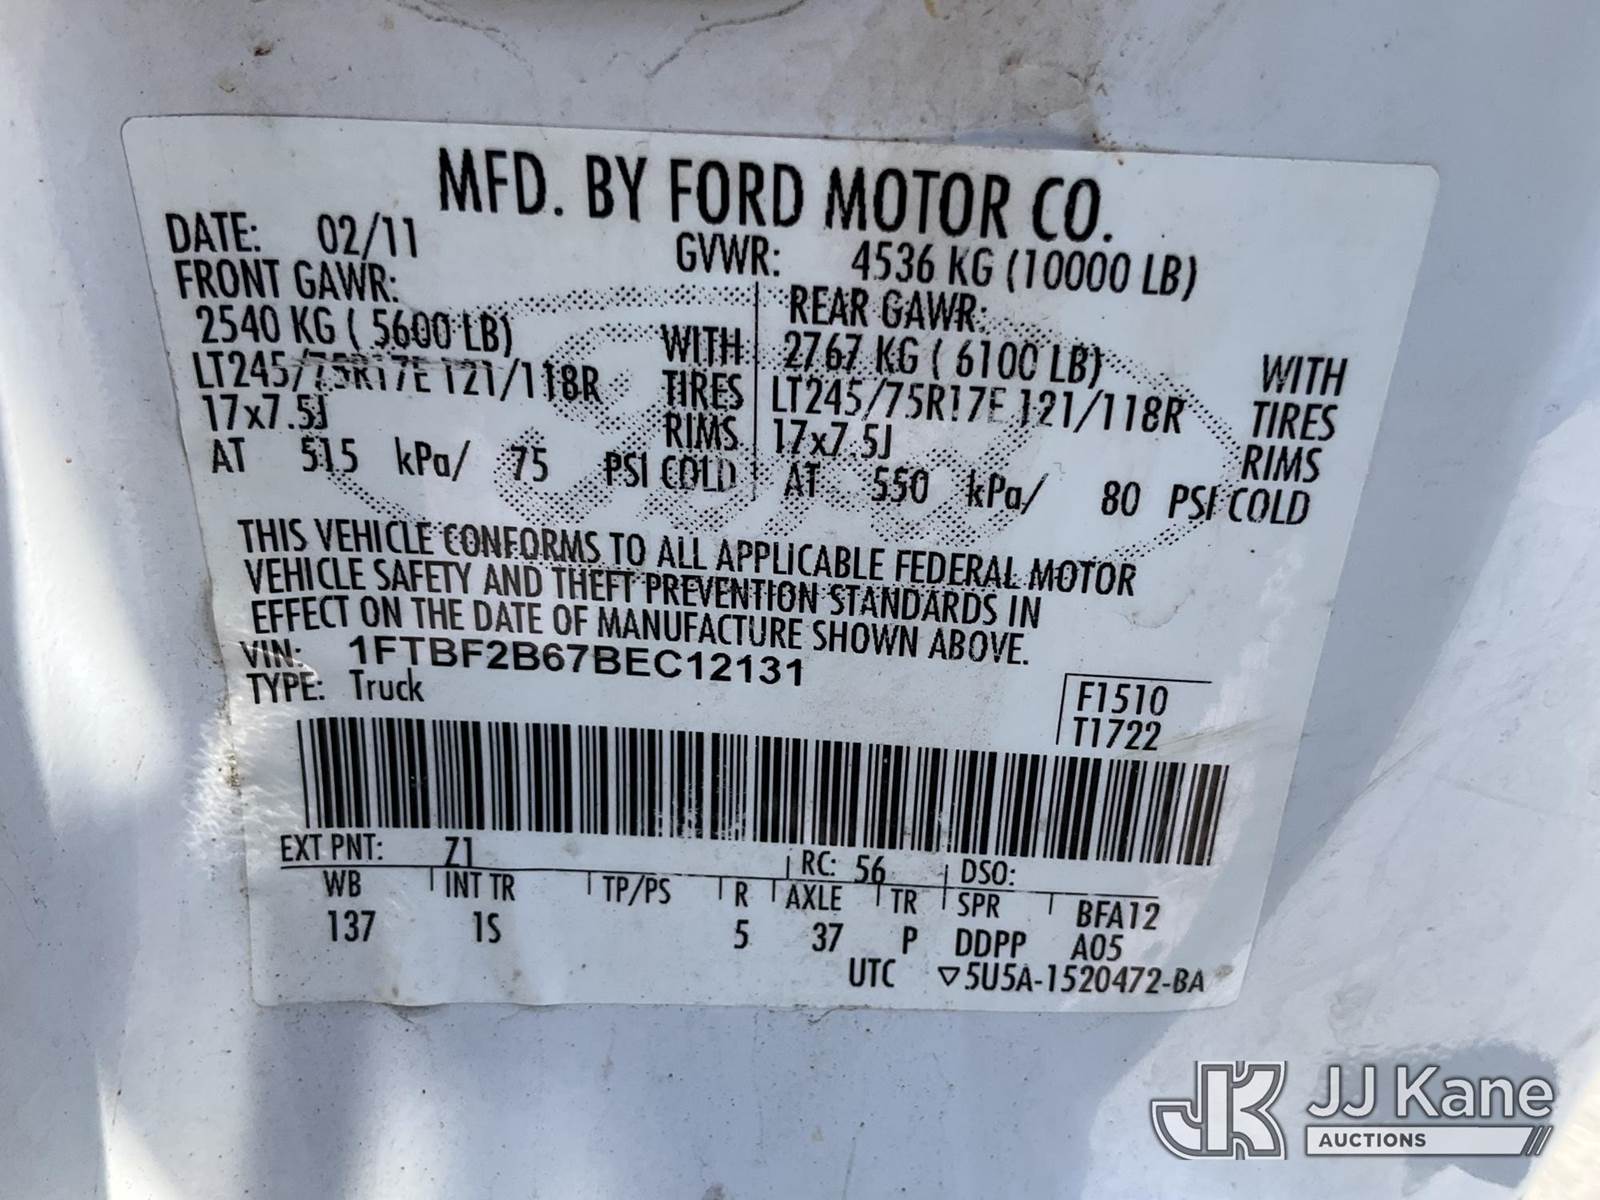 MFD. BY FORD MOTOR CO.
DATE: 02/11 GVWR: 4536 KG (10000 LB)
FRONT GAWR: REAR GAWR:
2540 KG ( 5600 LB) WITH 2767 KG ( 6100 LB) WITH
LT245/75R17E 121/118R TIRES LT245/75R17E 121/118R TIRES
17x7.5J RIMS 17x7.5J RIMS
AT 515 kPa/ 75 PSI COLD AT 550 kPa/ 80 PSI COLD
THIS VEHICLE CONFORMS TO ALL APPLICABLE FEDERAL MOTOR
VEHICLE SAFETY AND THEFT PREVENTION STANDARDS IN
EFFECT ON THE DATE OF MANUFACTURE SHOWN ABOVE.
VIN: 1FTBF2B67BEC12131
TYPE: Truck F1510
T1722
EXT PNT: Z1 RC: 56 DSO:
WB INT TR TP/PS R AXLE TR SPR BFA12
137 1S 5 37 P DDPP A05
UTC ▽5U5A-1520472-BA
JK JJ Kane
AUCTIONS